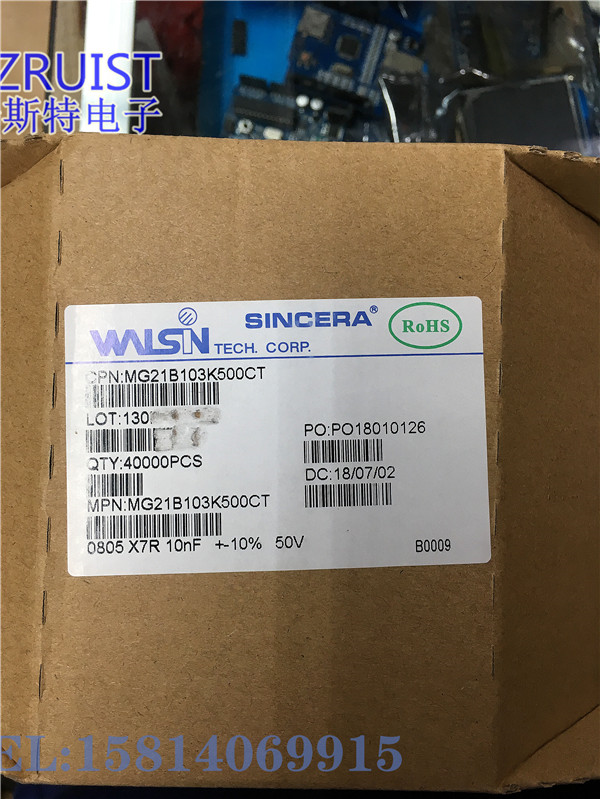 ZRUIST
斯特电子
WALSIN TECH. CORP.
SINCERA®
RoHS
CPN:MG21B103K500CT
LOT:130
PO:PO18010126
QTY:40000PCS
DC:18/07/02
MPN:MG21B103K500CT
0805 X7R 10nF +-10% 50V
B0009
EL:15814069915